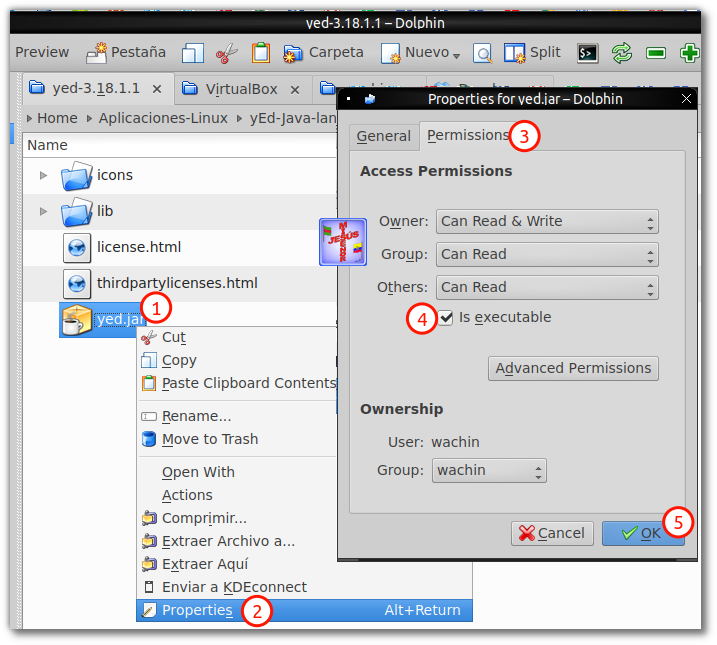 yed-3.18.1.1 – Dolphin
Preview Pestaña Carpeta Nuevo Split
yed-3.18.1.1 VirtualBox
Home Aplicaciones-Linux yEd-Java-lan
Name
icons
lib
license.html
thirdpartylicenses.html
yed.jar
1
Cut
Copy
Paste Clipboard Contents
Rename...
Move to Trash
Open With
Actions
Comprimir...
Extraer Archivo a...
Extraer Aquí
Enviar a KDEconnect
Properties 2 Alt+Return
Properties for yed.jar – Dolphin
General Permissions 3
Access Permissions
Owner: Can Read & Write
Group: Can Read
Others: Can Read
4 Is executable
Advanced Permissions
Ownership
User: wachin
Group: wachin
Cancel OK 5
JESÚS